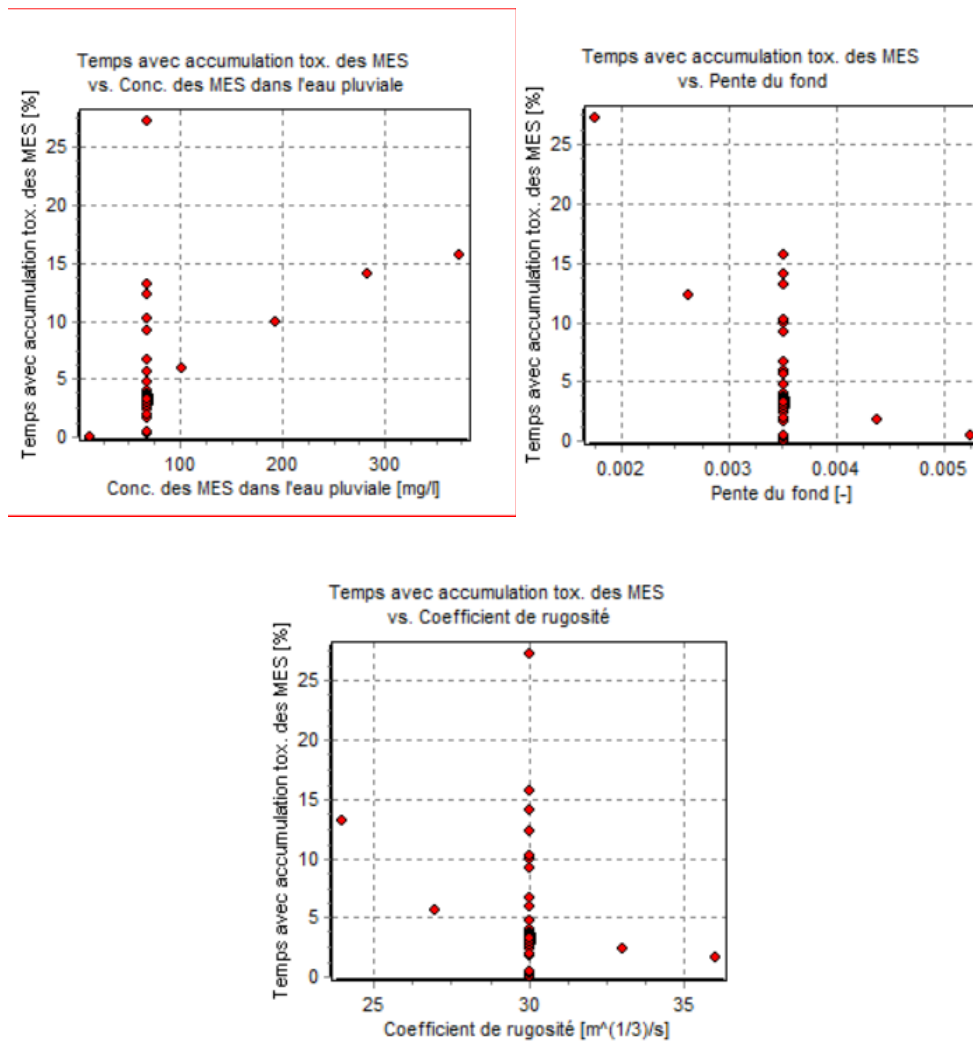 Temps avec accumulation tox. des MES
vs. Conc. des MES dans l'eau pluviale
Temps avec accumulation tox. des MES [%]
25
20
15
10
5
0
100
200
300
Conc. des MES dans l'eau pluviale [mg/l]
Temps avec accumulation tox. des MES
vs. Pente du fond
Temps avec accumulation tox. des MES [%]
25
20
15
10
5
0
0.002
0.003
0.004
0.005
Pente du fond [-]
Temps avec accumulation tox. des MES
vs. Coefficient de rugosité
Temps avec accumulation tox. des MES [%]
25
20
15
10
5
0
25
30
35
Coefficient de rugosité [m^(1/3)/s]